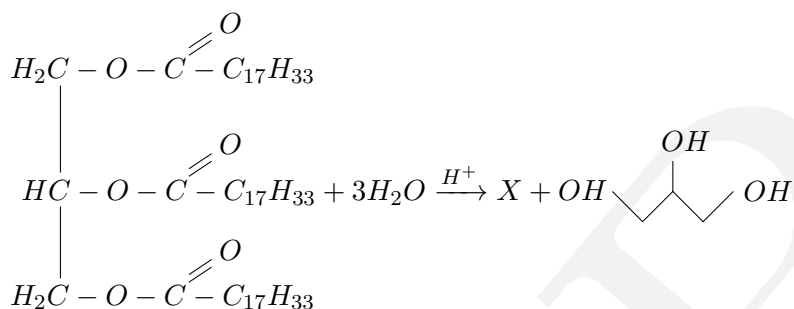 O
H₂C − O − C − C₁₇H₃₃
O
OH
HC − O − C − C₁₇H₃₃ + 3H₂O H⁺ → X + OH OH
O
H₂C − O − C − C₁₇H₃₃